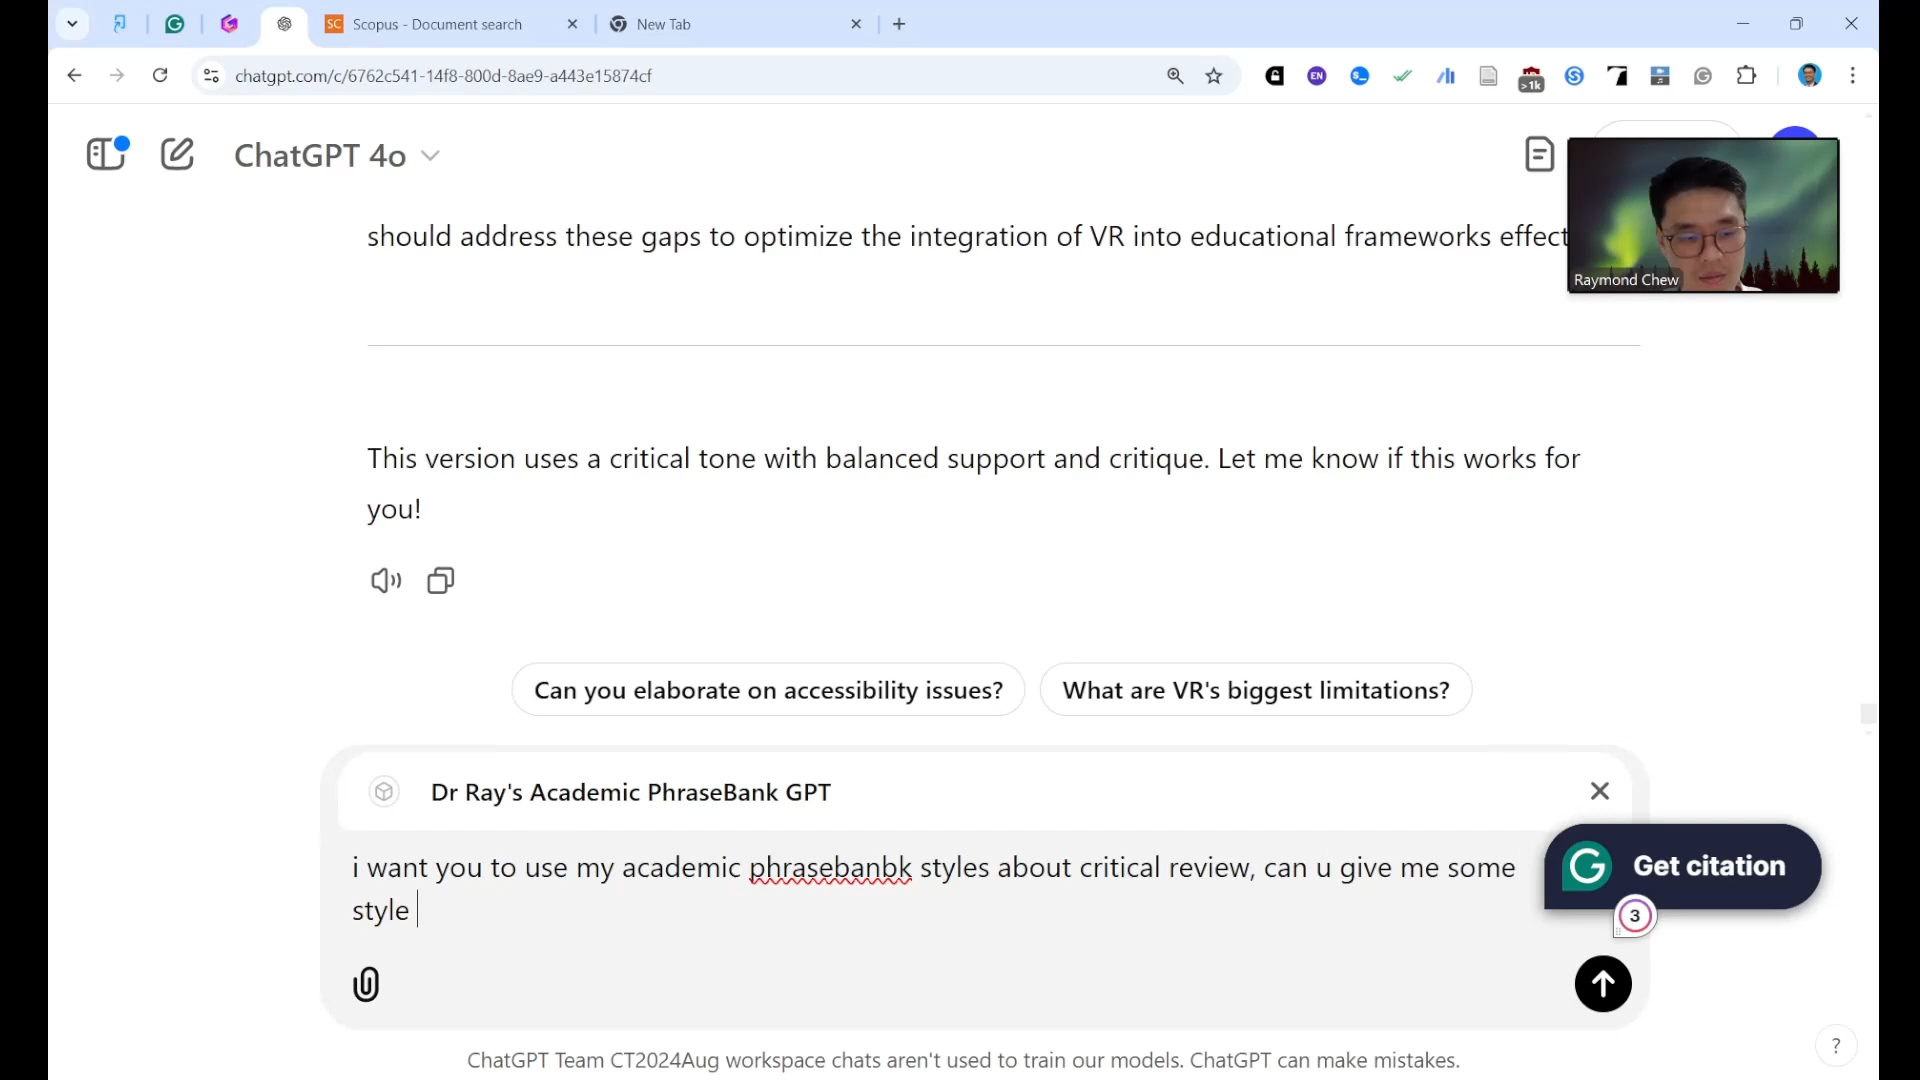 SC Scopus - Document search
New Tab
chatgpt.com/c/6762c541-14f8-800d-8ae9-a443e15874cf
EN
>1k
ChatGPT 4o
should address these gaps to optimize the integration of VR into educational frameworks effect
Raymond Chew
This version uses a critical tone with balanced support and critique. Let me know if this works for
you!
Can you elaborate on accessibility issues?
What are VR's biggest limitations?
Dr Ray's Academic PhraseBank GPT
i want you to use my academic phrasebanbk styles about critical review, can u give me some
style
Get citation
3
ChatGPT Team CT2024Aug workspace chats aren't used to train our models. ChatGPT can make mistakes.
?